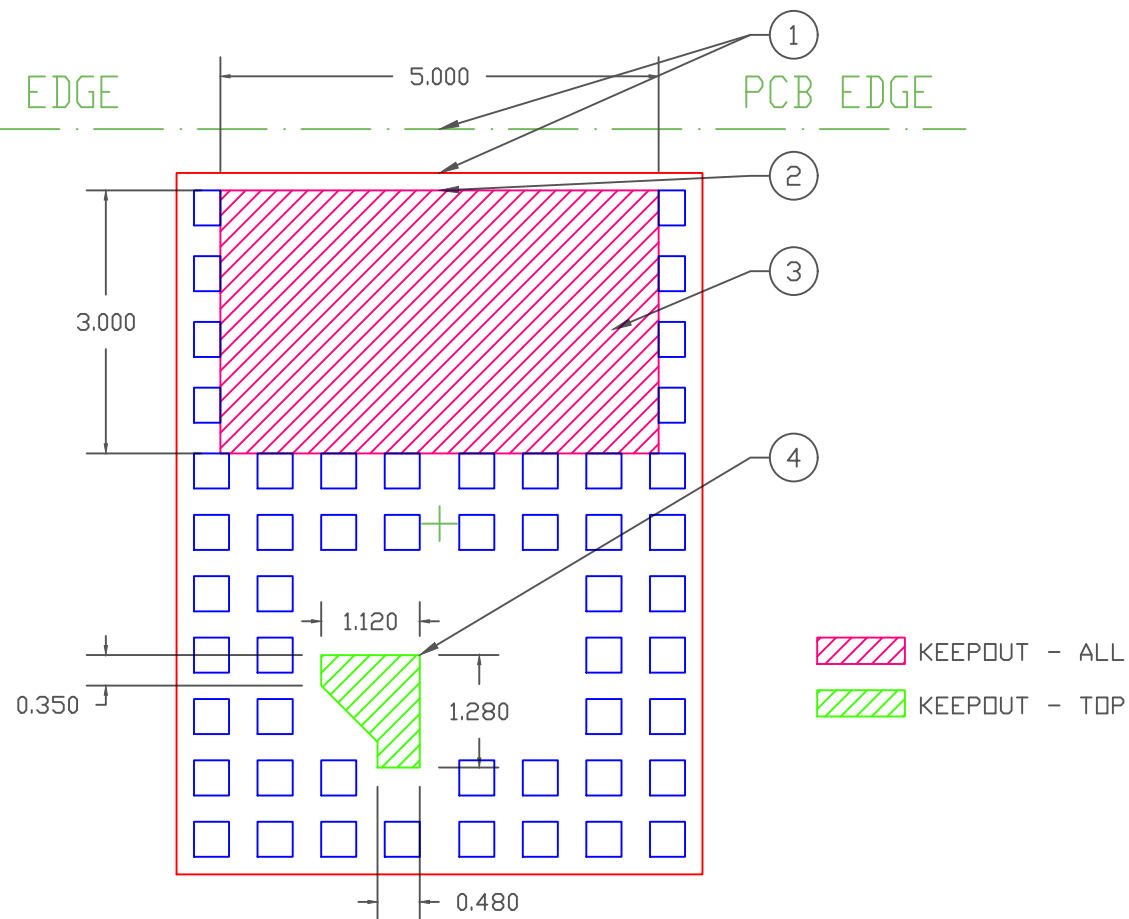 1
5.000
EDGE
PCB EDGE
2
3
3.000
4
1.120
KEEPOUT - ALL
0.350
1.280
KEEPOUT - TOP
0.480